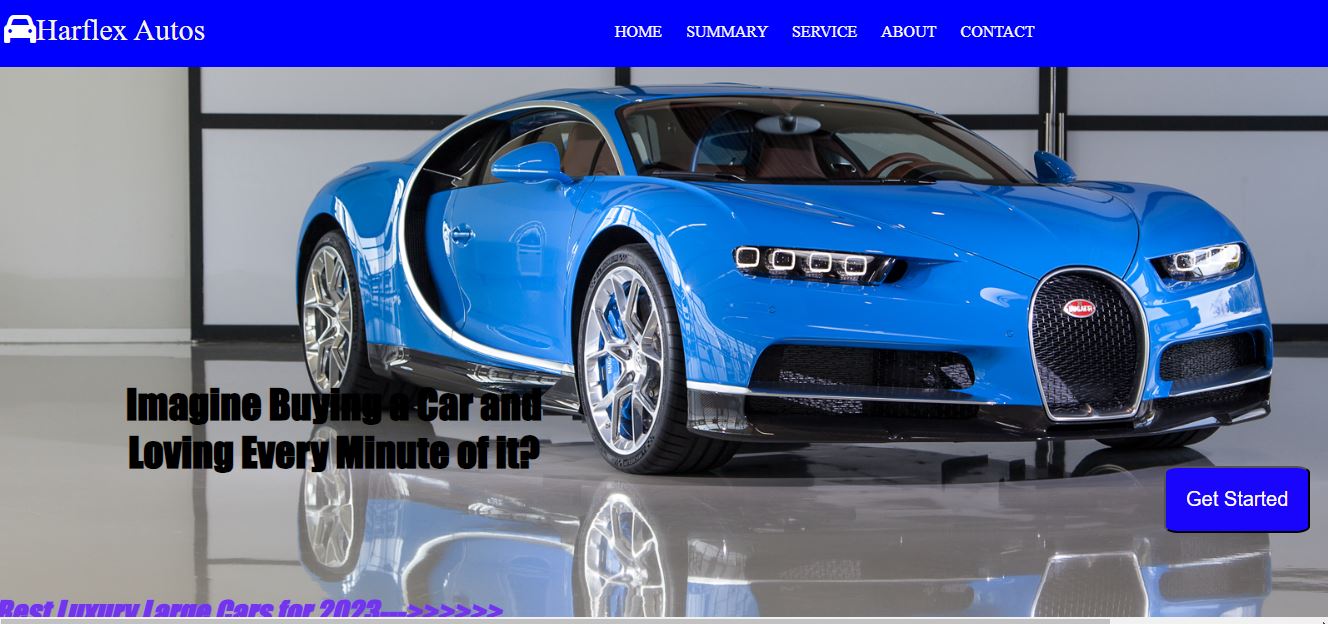 Harflex Autos
HOME SUMMARY SERVICE ABOUT CONTACT
BUGATTI
Imagine Buying a Car and
Loving Every Minute of it?
Get Started
Best Luxury Large Cars for 2023--->>>>>>